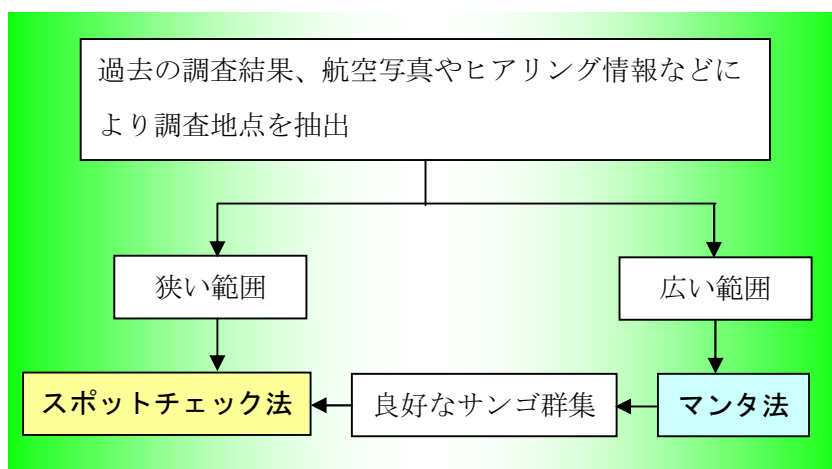 過去の調査結果、航空写真やヒアリング情報などに
より調査地点を抽出
狭い範囲
広い範囲
スポットチェック法
良好なサンゴ群集
マンタ法